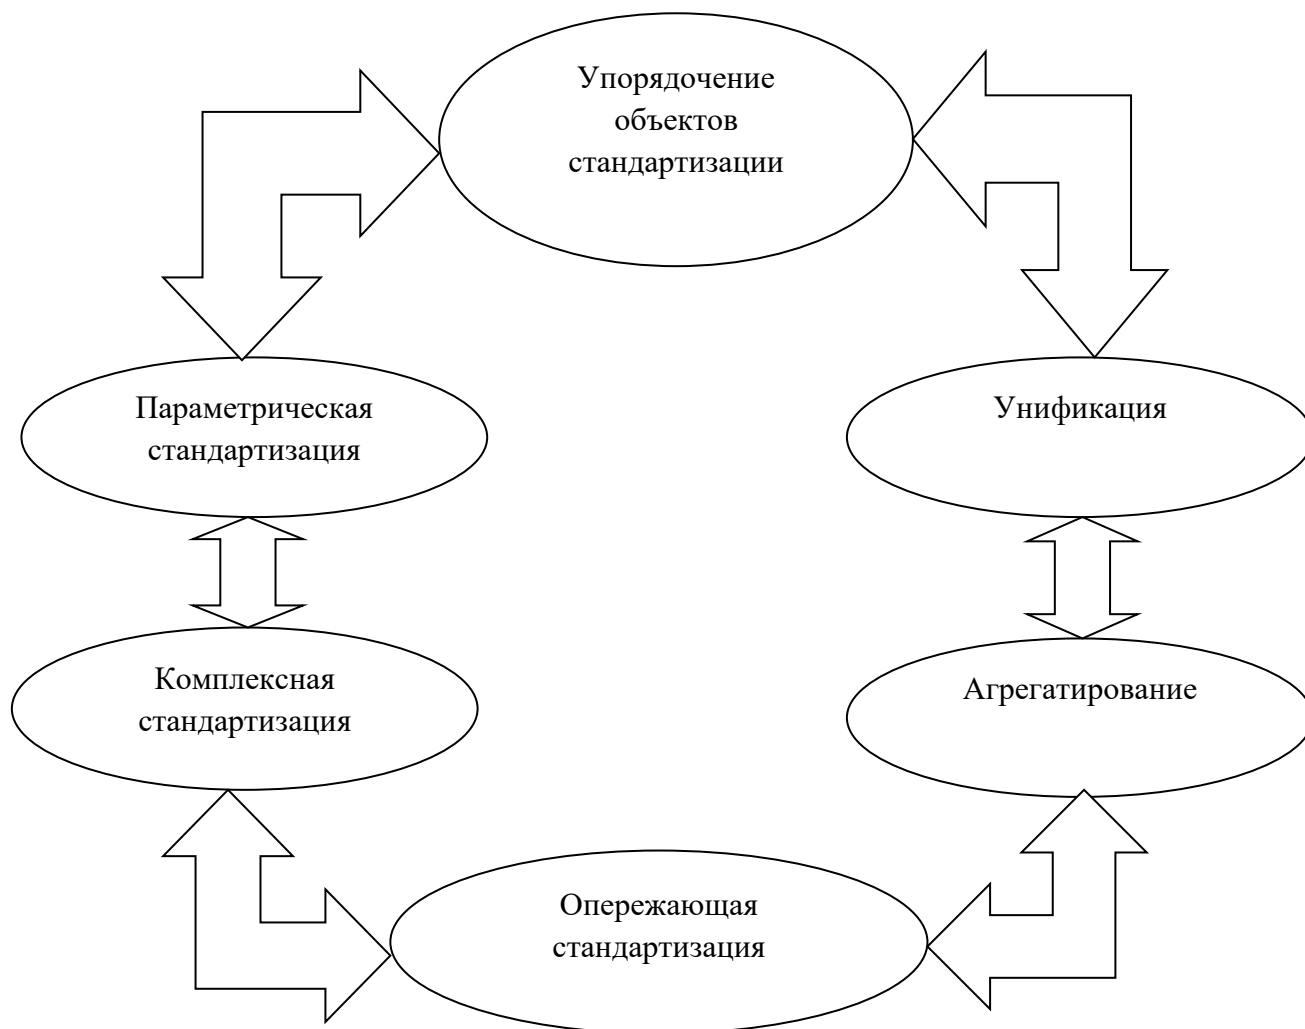 Упорядочение
объектов
стандартизации
Параметрическая
стандартизация
Унификация
Комплексная
стандартизация
Агрегатирование
Опережающая
стандартизация